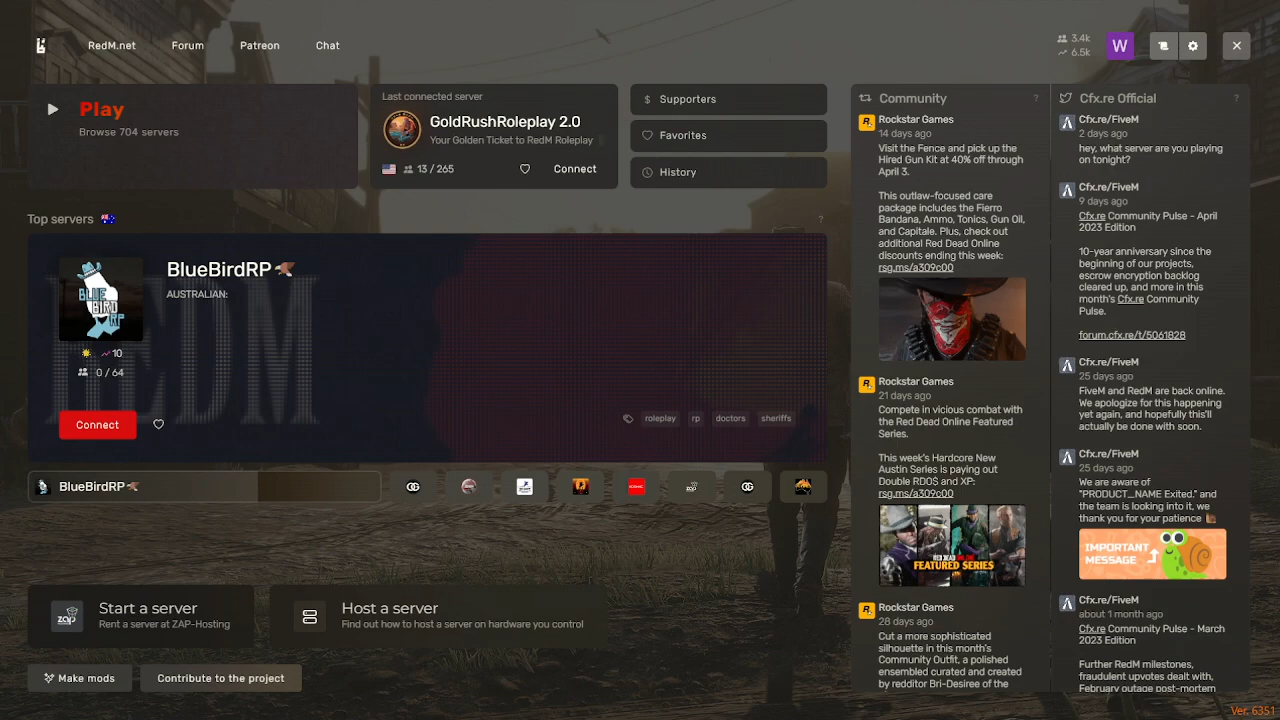 RedM.net
Forum
Patreon
Chat
3.4k
6.5k
W
Play
Browse 704 servers
Last connected server
GoldRushRoleplay 2.0
Your Golden Ticket to RedM Roleplay
13 / 265
Connect
$ Supporters
Favorites
History
Top servers
?
BlueBirdRP
AUSTRALIAN:
BLUE
BIRD
RP
REDM
10
0 / 64
Connect
roleplay
rp
doctors
sheriffs
BlueBirdRP
zap
Start a server
Rent a server at ZAP-Hosting
zap
Host a server
Find out how to host a server on hardware you control
Make mods
Contribute to the project
Community
?
Rockstar Games
14 days ago
Visit the Fence and pick up the
Hired Gun Kit at 40% off through
April 3.
This outlaw-focused care
package includes the Fierro
Bandana, Ammo, Tonics, Gun Oil,
and Capitale. Plus, check out
additional Red Dead Online
discounts ending this week:
rsg.ms/a309c00
Rockstar Games
21 days ago
Compete in vicious combat with
the Red Dead Online Featured
Series.
This week's Hardcore New
Austin Series is paying out
Double RDO$ and XP:
rsg.ms/a309c00
RED DEAD ONLINE
FEATURED SERIES
Rockstar Games
28 days ago
Cut a more sophisticated
silhouette in this month's
Community Outfit, a polished
ensembled curated and created
by redditor Bri-Desiree of the
Cfx.re Official
?
Cfx.re/FiveM
2 days ago
hey, what server are you playing
on tonight?
Cfx.re/FiveM
9 days ago
Cfx.re Community Pulse - April
2023 Edition
10-year anniversary since the
beginning of our projects,
escrow encryption backlog
cleared up, and more in this
month's Cfx.re Community
Pulse.
forum.cfx.re/t/5061828
Cfx.re/FiveM
25 days ago
FiveM and RedM are back online.
We apologize for this happening
yet again, and hopefully this'll
actually be done with soon.
Cfx.re/FiveM
25 days ago
We are aware of
"PRODUCT_NAME Exited." and
the team is looking into it, we
thank you for your patience
IMPORTANT
MESSAGE
Cfx.re/FiveM
about 1 month ago
Cfx.re Community Pulse - March
2023 Edition
Further RedM milestones,
fraudulent upvotes dealt with,
February outage post-mortem
Ver. 6351